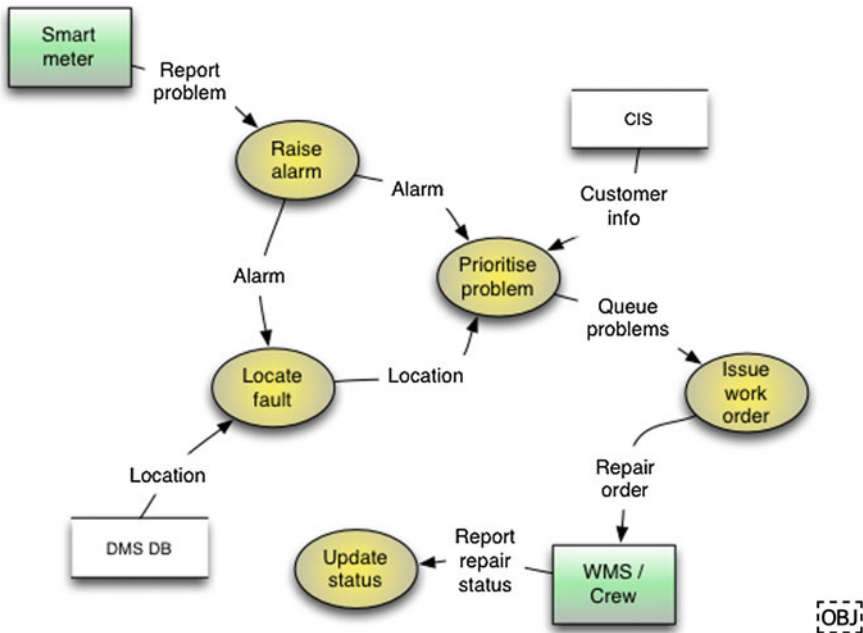 Smart
meter
Report
problem
Raise
alarm
CIS
Alarm
Customer
info
Alarm
Prioritise
problem
Queue
problems
Locate
fault
Location
Issue
work
order
Location
Repair
order
DMS DB
Update
status
Report
repair
status
WMS /
Crew
OBJ